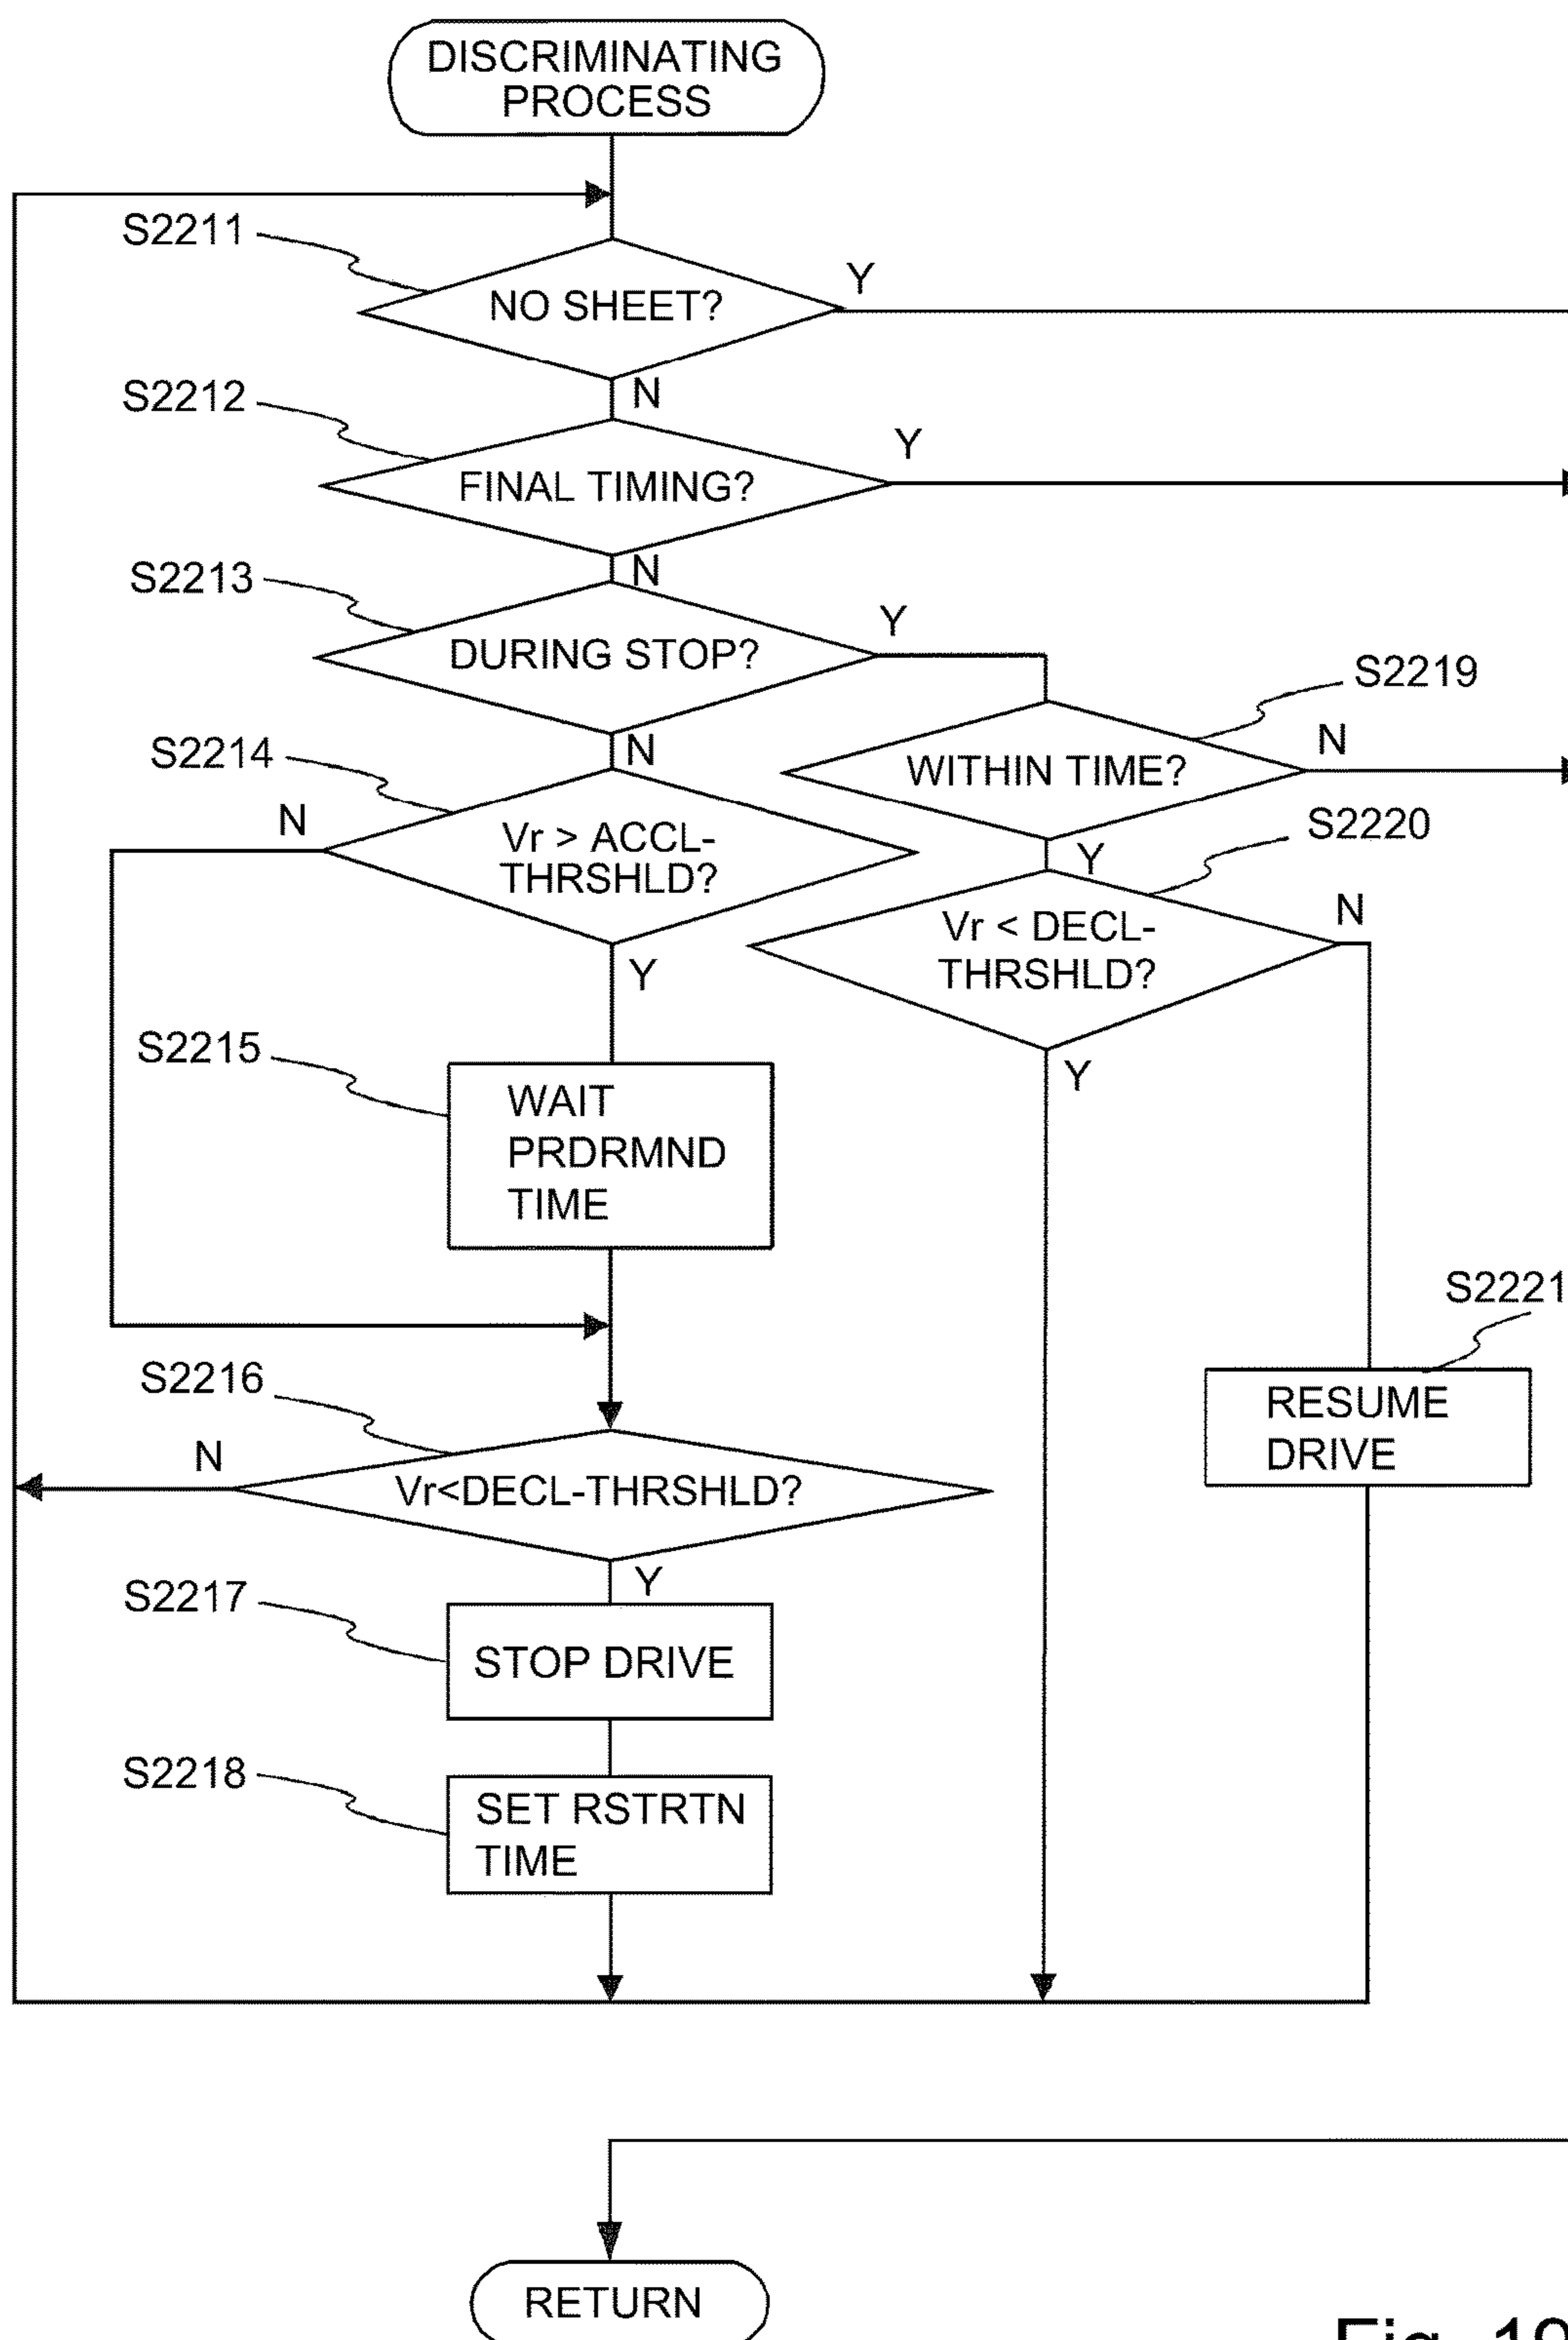 DISCRIMINATING
PROCESS
S2211
NO SHEET?
Y
N
S2212
FINAL TIMING?
Y
N
S2213
DURING STOP?
Y
N
S2219
WITHIN TIME?
N
Y
S2214
Vr > ACCL-
THRSHLD?
N
Y
S2220
Vr < DECL-
THRSHLD?
N
Y
S2215
WAIT
PRDRMND
TIME
S2221
RESUME
DRIVE
S2216
Vr<DECL-THRSHLD?
N
Y
S2217
STOP DRIVE
S2218
SET RSTRTN
TIME
RETURN